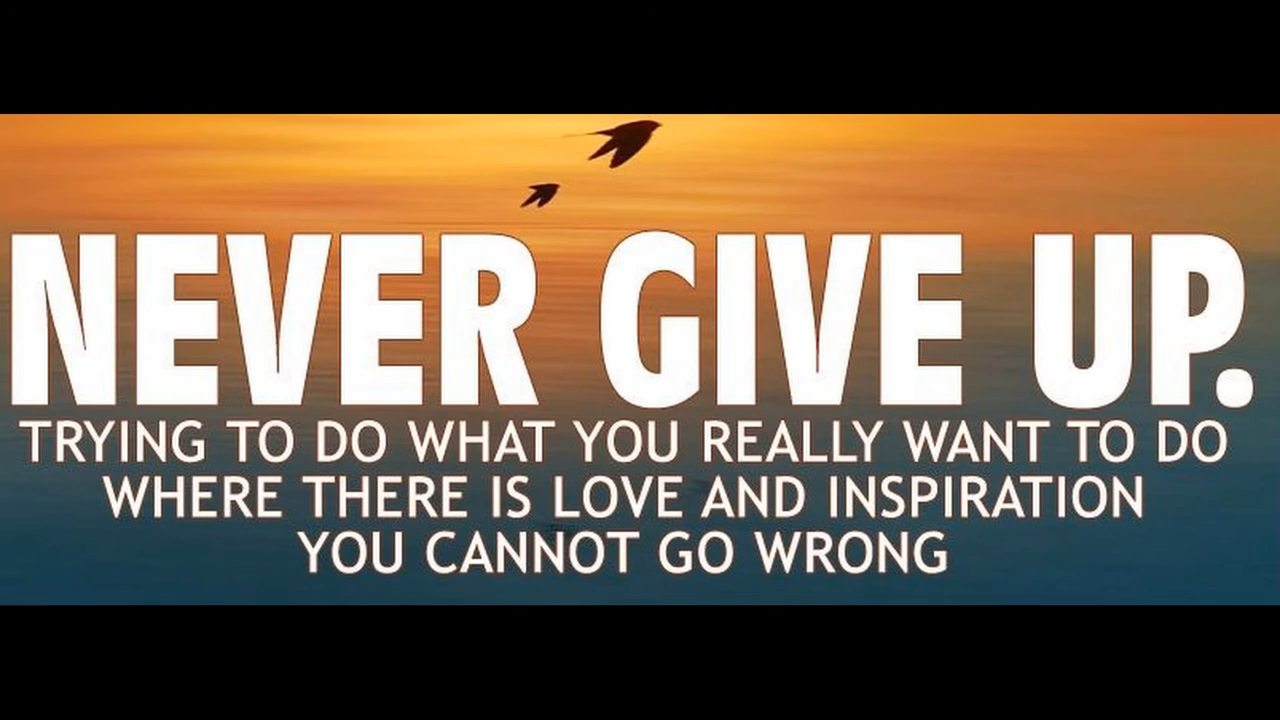 NEVER GIVE UP.
TRYING TO DO WHAT YOU REALLY WANT TO DO
WHERE THERE IS LOVE AND INSPIRATION
YOU CANNOT GO WRONG